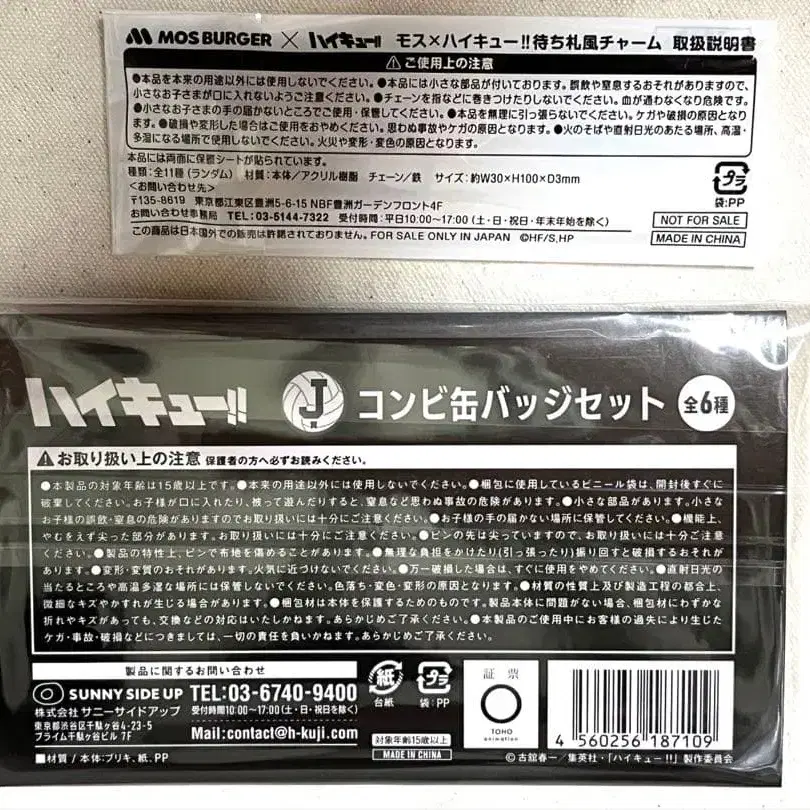 MOS BURGER × ハイキュー!! モス×ハイキュー!!待ち札風チャーム 取扱説明書
ご使用上の注意
●本品を本来の用途以外には使用しないでください。●本品には小さな部品が付いております。誤飲や窒息するおそれがありますので、
小さなお子さまが口に入れないようご注意ください。●チェーンを指などに巻きつけたりしないでください。血が通わなくなり危険です。
●小さなお子さまの手の届かないところでご使用・保管してください。●本品を無理に引っ張らないでください。ケガや破損の原因となり
ます。●破損や変形した場合はご使用をおやめください。思わぬ事故やケガの原因となります。●火のそばや直射日光のあたる場所、高温・
多湿になる場所で使用しないでください。火災や変形・変色の原因となります。
本品には両面に保護シートが貼られています。
種類:全11種(ランダム) 材質:本体/アクリル樹脂 チェーン/鉄 サイズ:約W30×H100×D3mm
<お問い合わせ先>
〒135-8619 東京都江東区豊洲5-6-15 NBF豊洲ガーデンフロント4F
お問い合わせ事務局 TEL:03-5144-7322 受付時間:平日10:00~17:00(土・日・祝日・年末年始を除く)
この商品は日本国外での販売は許諾されておりません。FOR SALE ONLY IN JAPAN ©HF/S,HP
プラ
袋:PP
NOT FOR SALE
MADE IN CHINA
ハイキュー!! J賞 コンビ缶バッジセット 全6種
お取り扱い上の注意 保護者の方へ必ずお読みください。
●本製品の対象年齢は15歳以上です。●本来の用途以外には使用しないでください。●梱包に使用しているビニール袋は、開封後すぐに
破棄してください。お子様が口に入れたり、被って遊んだりすると、窒息など思わぬ事故の危険があります。●小さな部品があります。小さな
お子様の誤飲・窒息の危険がありますのでお取り扱いには十分にご注意ください。●お子様の手の届かない場所に保管してください。●機能上、
やむをえず尖った部分があります。お取り扱いには十分ご注意ください。●ピンの先は尖っていますので、お取り扱いには十分ご注意
ください。●製品の特性上、ピンで布地を傷めることがあります。●無理な負担をかけたり(引っ張ったり)振り回すと破損するおそれが
あります。●変形・変質のおそれがあります。火気に近づけないでください。●万一破損した場合は、すぐに使用をやめてください。●直射日光の
当たるところや高温多湿な場所には保管しないでください。色落ち・変色・変形の原因となります。●材質の性質上及び製造工程の都合上、
微細なキズやかすれが生じる場合があります。●梱包材は本体を保護するためのものです。製品本体に問題がない場合、梱包材にわずかな
折れやキズがあっても、交換などの対応はいたしかねます。あらかじめご了承ください。●本製品のご使用中にお客様の過失により生じた
ケガ・事故・破損などにつきましては、一切の責任を負いかねます。あらかじめご了承ください。
製品に関するお問い合わせ
SUNNY SIDE UP TEL:03-6740-9400
株式会社 サニーサイドアップ 受付時間10:00~17:00(土・日・祝日を除く)
東京都渋谷区千駄ヶ谷4-23-5
プライム千駄ヶ谷ビル 7F Mail:contact@h-kuji.com
■材質/本体:ブリキ、紙、PP
紙
台紙
プラ
袋:PP
対象年齢15歳以上
MADE IN CHINA
証票
TOHO
animation
4 560256 187109
©古舘春一/集英社・「ハイキュー!!」製作委員会